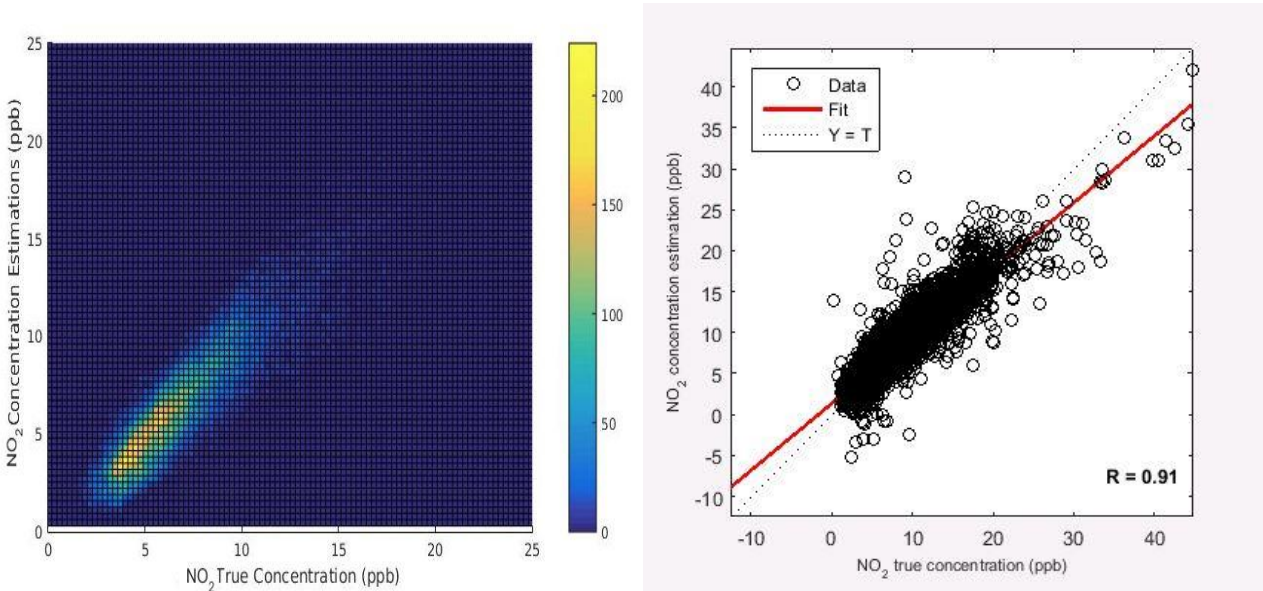 25
20
15
10
5
0
NO2 Concentration Estimations (ppb)
0 5 10 15 20 25
NO2 True Concentration (ppb)
200
150
100
50
0
Data
Fit
Y = T
40
35
30
25
20
15
10
5
0
-5
-10
NO2 concentration estimation (ppb)
R = 0.91
-10 0 10 20 30 40
NO2 true concentration (ppb)